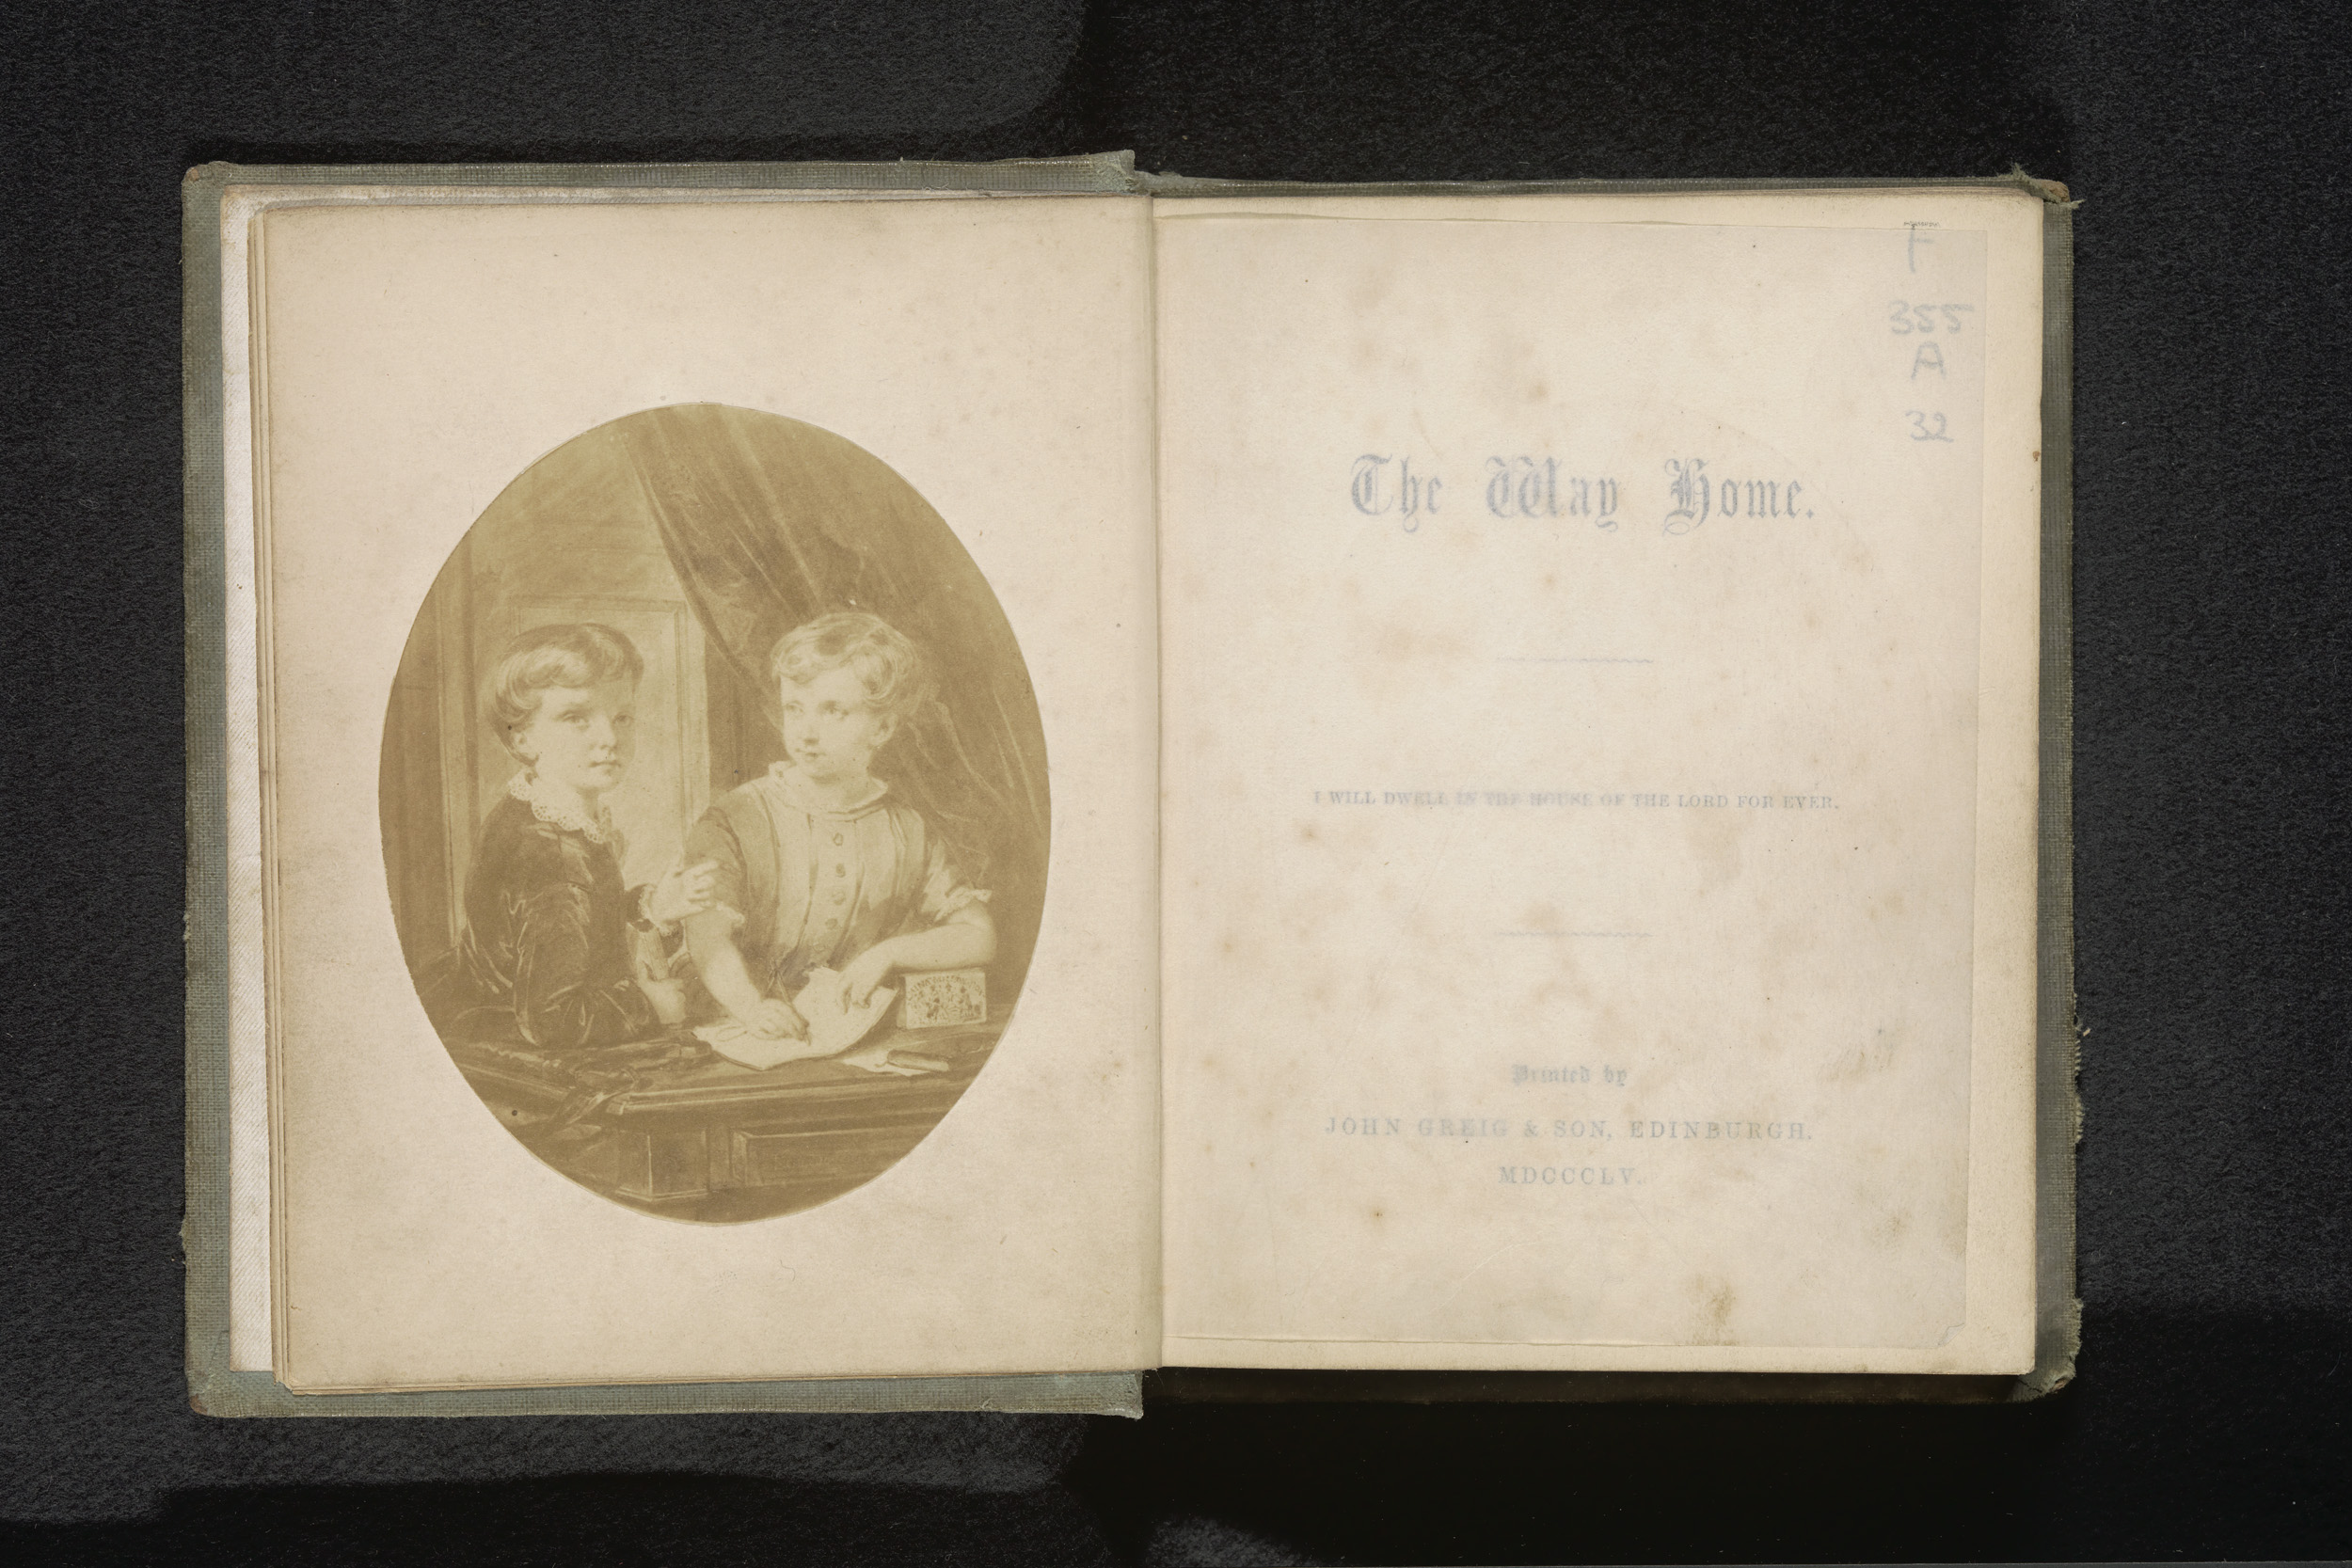 F
355
A
32
The Way Home.
I WILL DWELL IN THE HOUSE OF THE LORD FOR EVER.
Printed by
JOHN GREIG & SON, EDINBURGH.
MDCCCLV.